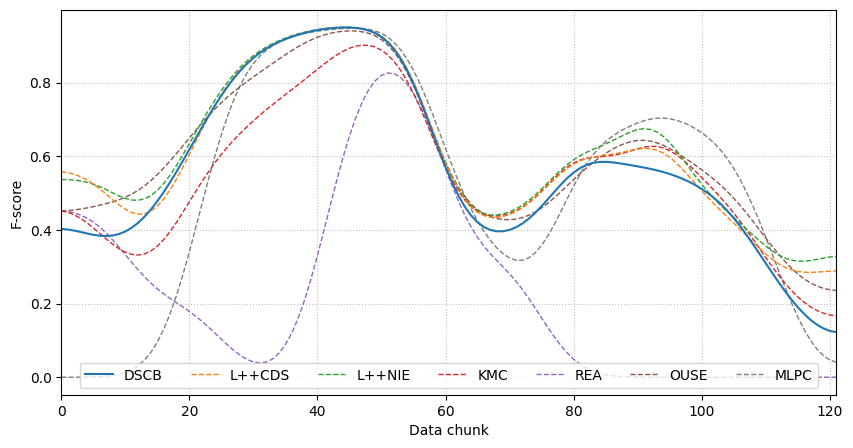 F-score
0.8
0.6
0.4
0.2
0.0
DSCB L++CDS L++NIE KMC REA OUSE MLPC
0 20 40 60 80 100 120
Data chunk